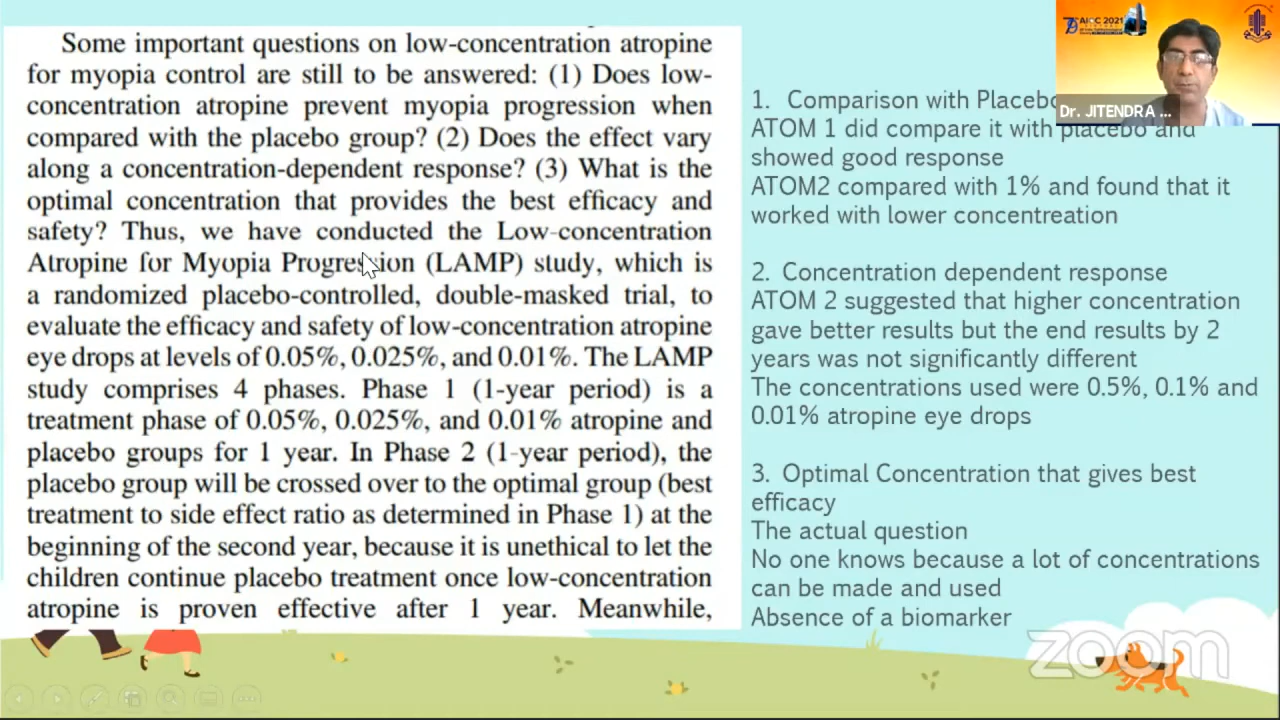 Some important questions on low-concentration atropine
for myopia control are still to be answered: (1) Does low-
concentration atropine prevent myopia progression when
compared with the placebo group? (2) Does the effect vary
along a concentration-dependent response? (3) What is the
optimal concentration that provides the best efficacy and
safety? Thus, we have conducted the Low-concentration
Atropine for Myopia Progression (LAMP) study, which is
a randomized placebo-controlled, double-masked trial, to
evaluate the efficacy and safety of low-concentration atropine
eye drops at levels of 0.05%, 0.025%, and 0.01%. The LAMP
study comprises 4 phases. Phase 1 (1-year period) is a
treatment phase of 0.05%, 0.025%, and 0.01% atropine and
placebo groups for 1 year. In Phase 2 (1-year period), the
placebo group will be crossed over to the optimal group (best
treatment to side effect ratio as determined in Phase 1) at the
beginning of the second year, because it is unethical to let the
children continue placebo treatment once low-concentration
atropine is proven effective after 1 year. Meanwhile,
1. Comparison with Placebo
ATOM 1 did compare it with placebo and
showed good response
ATOM2 compared with 1% and found that it
worked with lower concentreation
2. Concentration dependent response
ATOM 2 suggested that higher concentration
gave better results but the end results by 2
years was not significantly different
The concentrations used were 0.5%, 0.1% and
0.01% atropine eye drops
3. Optimal Concentration that gives best
efficacy
The actual question
No one knows because a lot of concentrations
can be made and used
Absence of a biomarker
AIOC 2021
Dr. JITENDRA ...
zoom